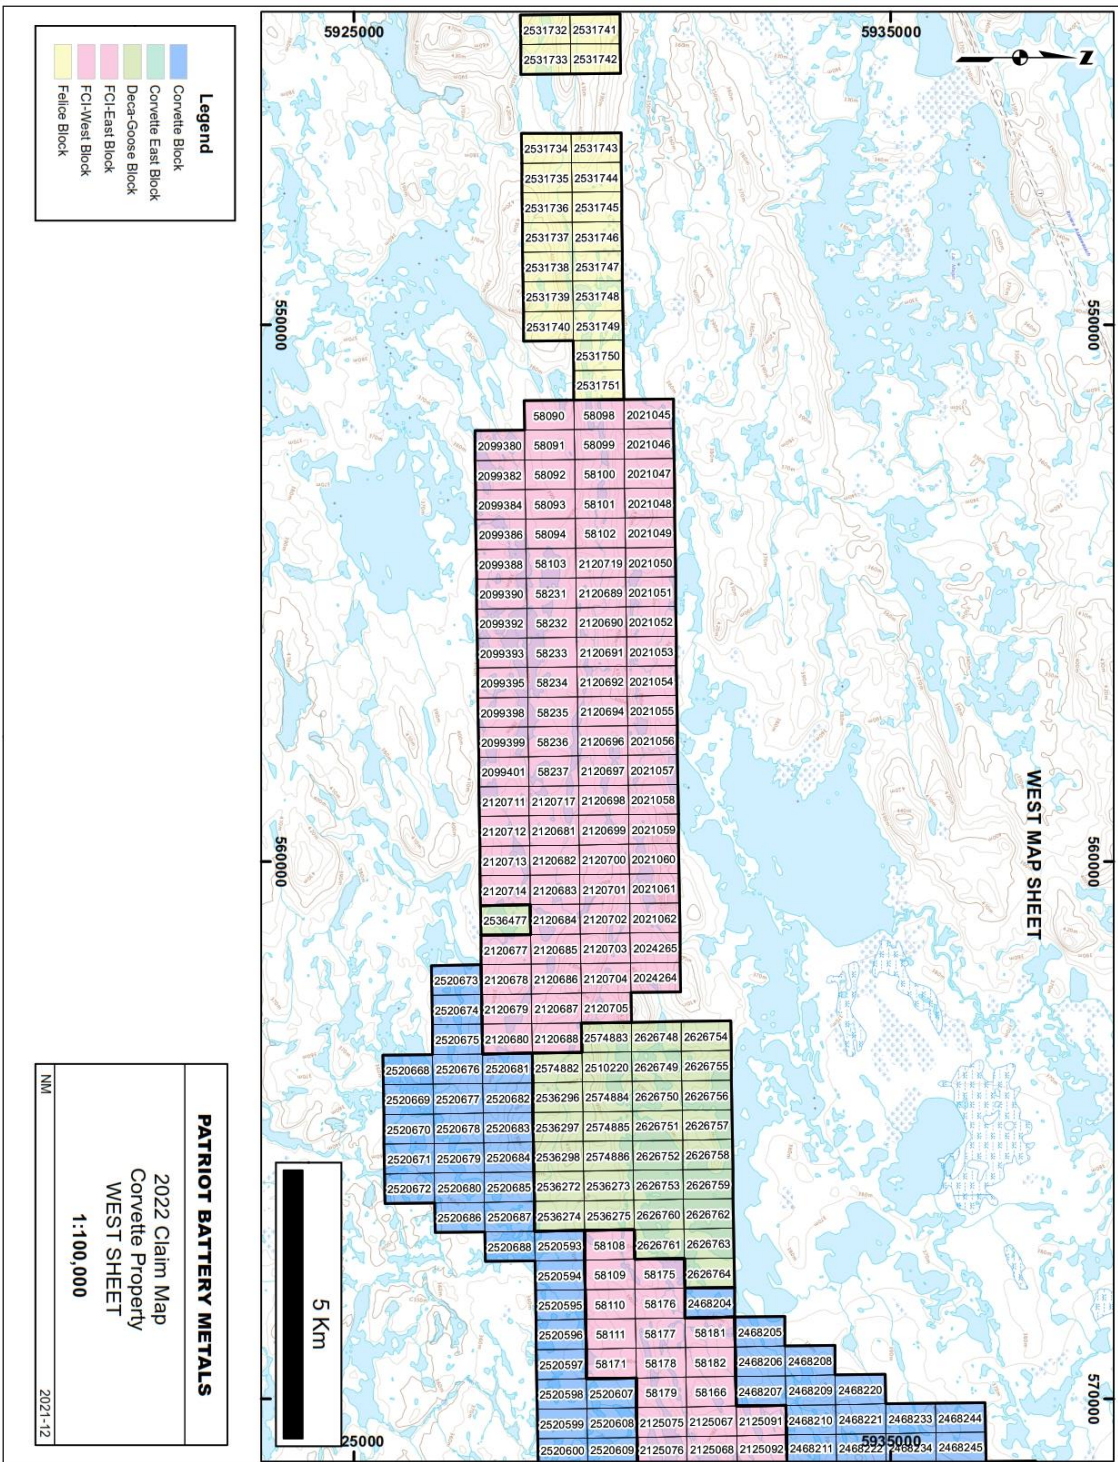 5925000
5935000
N
2531732 2531741
2531733 2531742
2531734 2531743
2531735 2531744
2531736 2531745
2531737 2531746
2531738 2531747
2531739 2531748
2531740 2531749
2531750
2531751
550000
550000
58090 58098 2021045
2099380 58091 58099 2021046
2099382 58092 58100 2021047
2099384 58093 58101 2021048
2099386 58094 58102 2021049
2099388 58103 2120719 2021050
2099390 58231 2120689 2021051
2099392 58232 2120690 2021052
2099393 58233 2120691 2021053
2099395 58234 2120692 2021054
2099398 58235 2120694 2021055
2099399 58236 2120696 2021056
2099401 58237 2120697 2021057
2120711 2120717 2120698 2021058
2120712 2120681 2120699 2021059
2120713 2120682 2120700 2021060
2120714 2120683 2120701 2021061
2536477 2120684 2120702 2021062
2120677 2120685 2120703 2024265
2520673 2120678 2120686 2120704 2024264
2520674 2120679 2120687 2120705
2520675 2120680 2120688 2574883 2626748 2626754
2520668 2520676 2520681 2574882 2510220 2626749 2626755
2520669 2520677 2520682 2536296 2574884 2626750 2626756
2520670 2520678 2520683 2536297 2574885 2626751 2626757
2520671 2520679 2520684 2536298 2574886 2626752 2626758
2520672 2520680 2520685 2536272 2536273 2626753 2626759
2520686 2520687 2536274 2536275 2626760 2626762
2520688 2520593 58108 2626761 2626763
2520594 58109 58175 2626764
2520595 58110 58176 2468204
2520596 58111 58177 58181 2468205
2520597 58171 58178 58182 2468206 2468208
2520598 2520607 58179 58166 2468207 2468209 2468220
2520599 2520608 2125075 2125067 2125091 2468210 2468221 2468233 2468244
2520600 2520609 2125076 2125068 2125092 2468211 2468222 2468234 2468245
560000
560000
570000
25000
5935000
WEST MAP SHEET
5 Km
Legend
Corvette Block
Corvette East Block
Deca-Goose Block
FCI-East Block
FCI-West Block
Felice Block
PATRIOT BATTERY METALS
2022 Claim Map
Corvette Property
WEST SHEET
1:100,000
NM
2021-12